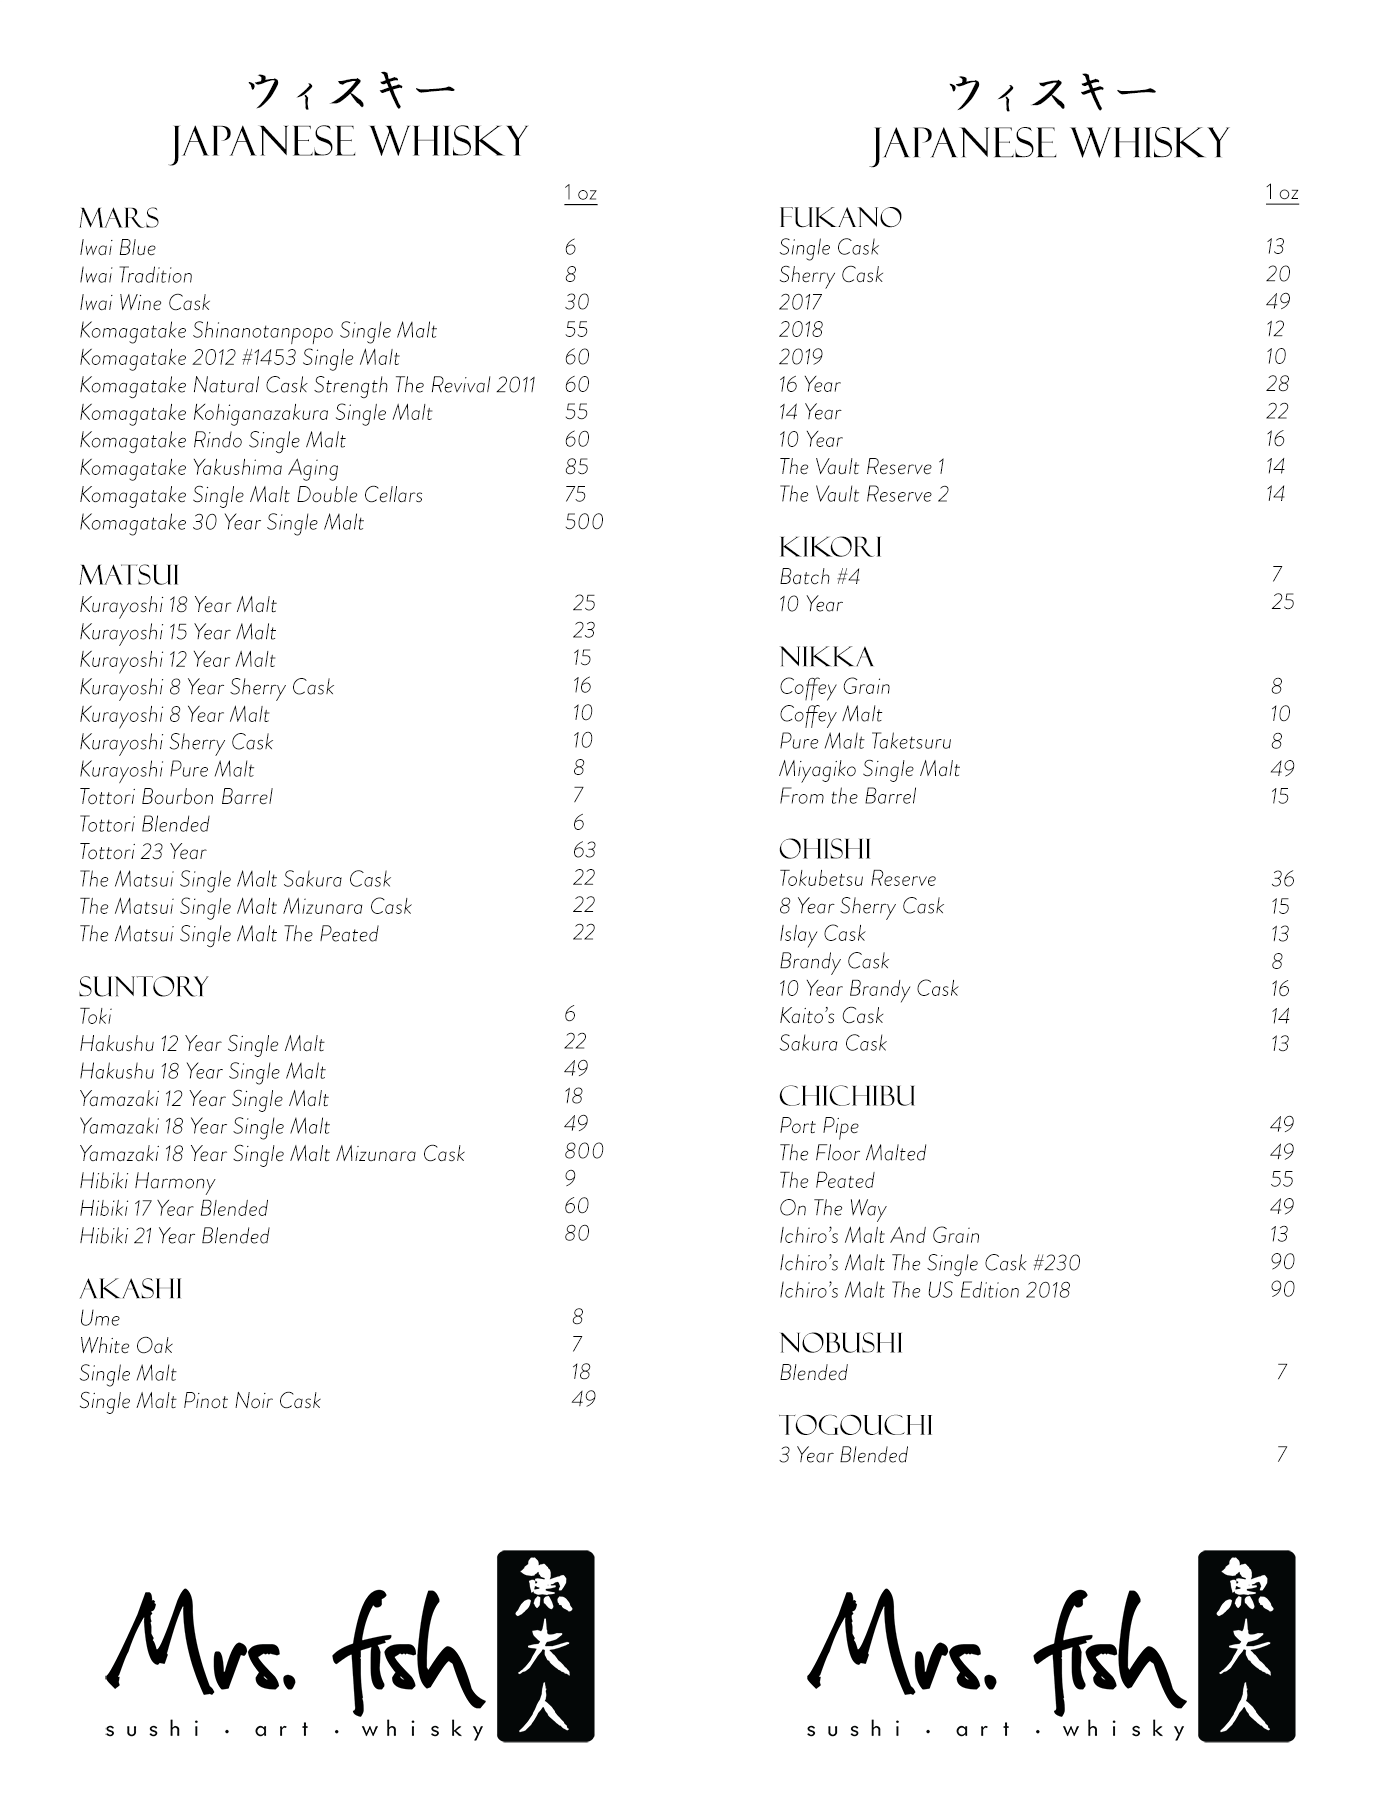 ウィスキー
JAPANESE WHISKY
1 oz
MARS
Iwai Blue 6
Iwai Tradition 8
Iwai Wine Cask 30
Komagatake Shinanotanpopo Single Malt 55
Komagatake 2012 #1453 Single Malt 60
Komagatake Natural Cask Strength The Revival 2011 60
Komagatake Kohiganazakura Single Malt 55
Komagatake Rindo Single Malt 60
Komagatake Yakushima Aging 85
Komagatake Single Malt Double Cellars 75
Komagatake 30 Year Single Malt 500
MATSUI
Kurayoshi 18 Year Malt 25
Kurayoshi 15 Year Malt 23
Kurayoshi 12 Year Malt 15
Kurayoshi 8 Year Sherry Cask 16
Kurayoshi 8 Year Malt 10
Kurayoshi Sherry Cask 10
Kurayoshi Pure Malt 8
Tottori Bourbon Barrel 7
Tottori Blended 6
Tottori 23 Year 63
The Matsui Single Malt Sakura Cask 22
The Matsui Single Malt Mizunara Cask 22
The Matsui Single Malt The Peated 22
SUNTORY
Toki 6
Hakushu 12 Year Single Malt 22
Hakushu 18 Year Single Malt 49
Yamazaki 12 Year Single Malt 18
Yamazaki 18 Year Single Malt 49
Yamazaki 18 Year Single Malt Mizunara Cask 800
Hibiki Harmony 9
Hibiki 17 Year Blended 60
Hibiki 21 Year Blended 80
AKASHI
Ume 8
White Oak 7
Single Malt 18
Single Malt Pinot Noir Cask 49
Mrs. fish
sushi . art . whisky
魚夫人
ウィスキー
JAPANESE WHISKY
1 oz
FUKANO
Single Cask 13
Sherry Cask 20
2017 49
2018 12
2019 10
16 Year 28
14 Year 22
10 Year 16
The Vault Reserve 1 14
The Vault Reserve 2 14
KIKORI
Batch #4 7
10 Year 25
NIKKA
Coffey Grain 8
Coffey Malt 10
Pure Malt Taketsuru 8
Miyagiko Single Malt 49
From the Barrel 15
OHISHI
Tokubetsu Reserve 36
8 Year Sherry Cask 15
Islay Cask 13
Brandy Cask 8
10 Year Brandy Cask 16
Kaito's Cask 14
Sakura Cask 13
CHICHIBU
Port Pipe 49
The Floor Malted 49
The Peated 55
On The Way 49
Ichiro's Malt And Grain 13
Ichiro's Malt The Single Cask #230 90
Ichiro's Malt The US Edition 2018 90
NOBUSHI
Blended 7
TOGOUCHI
3 Year Blended 7
Mrs. fish
sushi . art . whisky
魚夫人